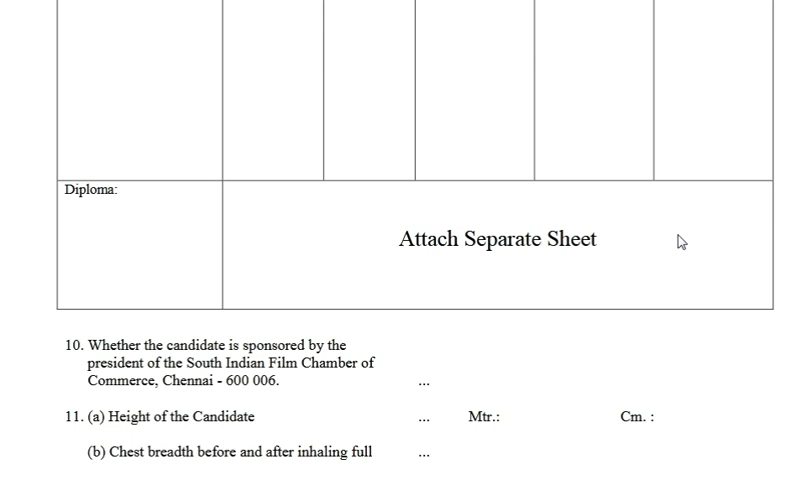 Diploma:
Attach Separate Sheet
10. Whether the candidate is sponsored by the
president of the South Indian Film Chamber of
Commerce, Chennai - 600 006. ...
11. (a) Height of the Candidate ... Mtr.: Cm. :
(b) Chest breadth before and after inhaling full ...